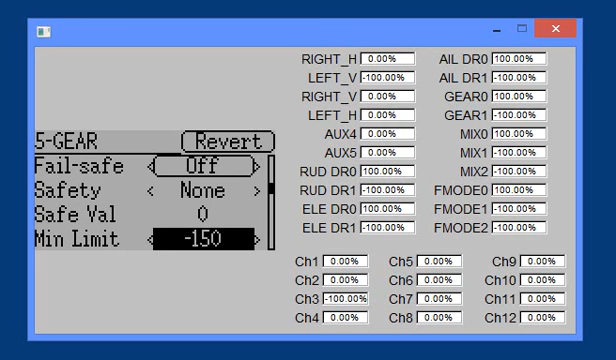 5-GEAR Revert
Fail-safe Off
Safety < None >
Safe Val 0
Min Limit -150
RIGHT_H 0.00% AIL DR0 100.00%
LEFT_V -100.00% AIL DR1 -100.00%
RIGHT_V 0.00% GEAR0 100.00%
LEFT_H 0.00% GEAR1 -100.00%
AUX4 0.00% MIX0 100.00%
AUX5 0.00% MIX1 -100.00%
RUD DR0 100.00% MIX2 -100.00%
RUD DR1 -100.00% FMODE0 100.00%
ELE DR0 100.00% FMODE1 -100.00%
ELE DR1 -100.00% FMODE2 -100.00%
Ch1 0.00% Ch5 0.00% Ch9 0.00%
Ch2 0.00% Ch6 0.00% Ch10 0.00%
Ch3 -100.00% Ch7 0.00% Ch11 0.00%
Ch4 0.00% Ch8 0.00% Ch12 0.00%